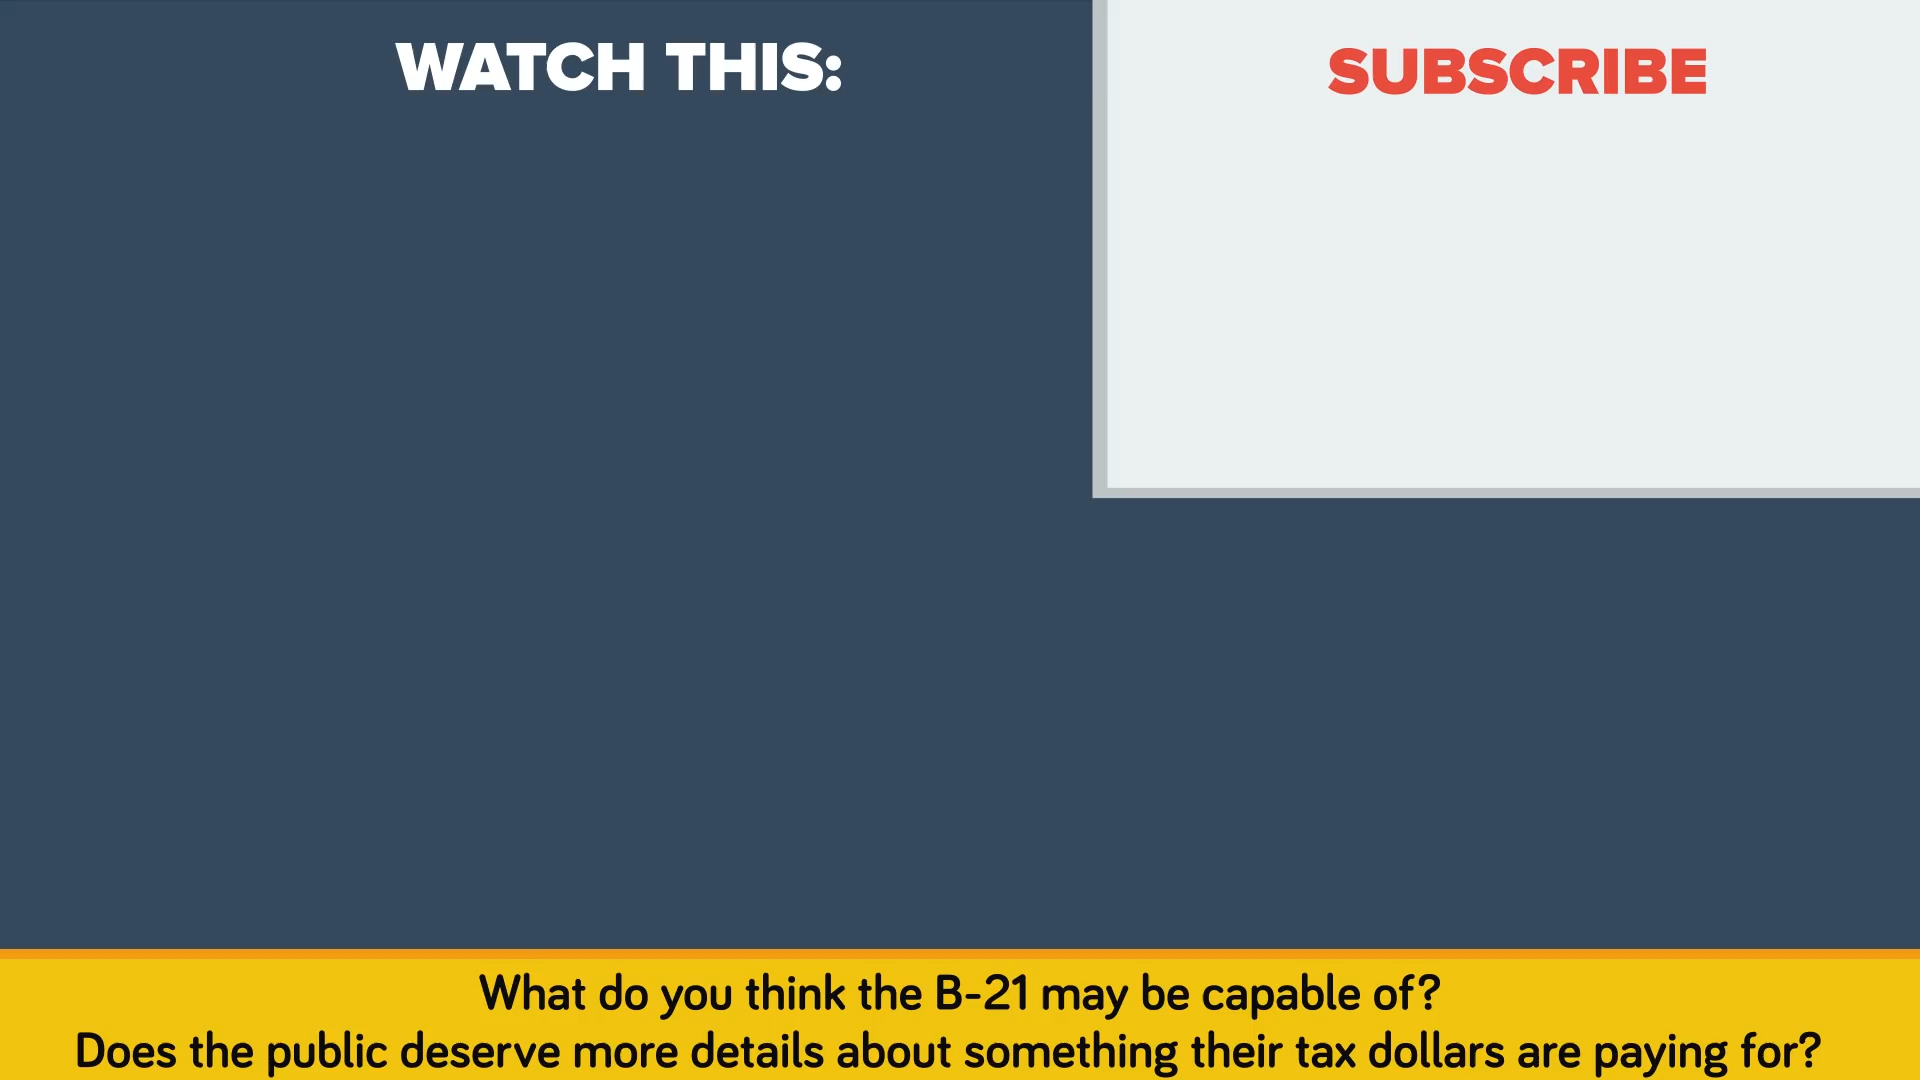 WATCH THIS:
SUBSCRIBE
What do you think the B-21 may be capable of?
Does the public deserve more details about something their tax dollars are paying for?